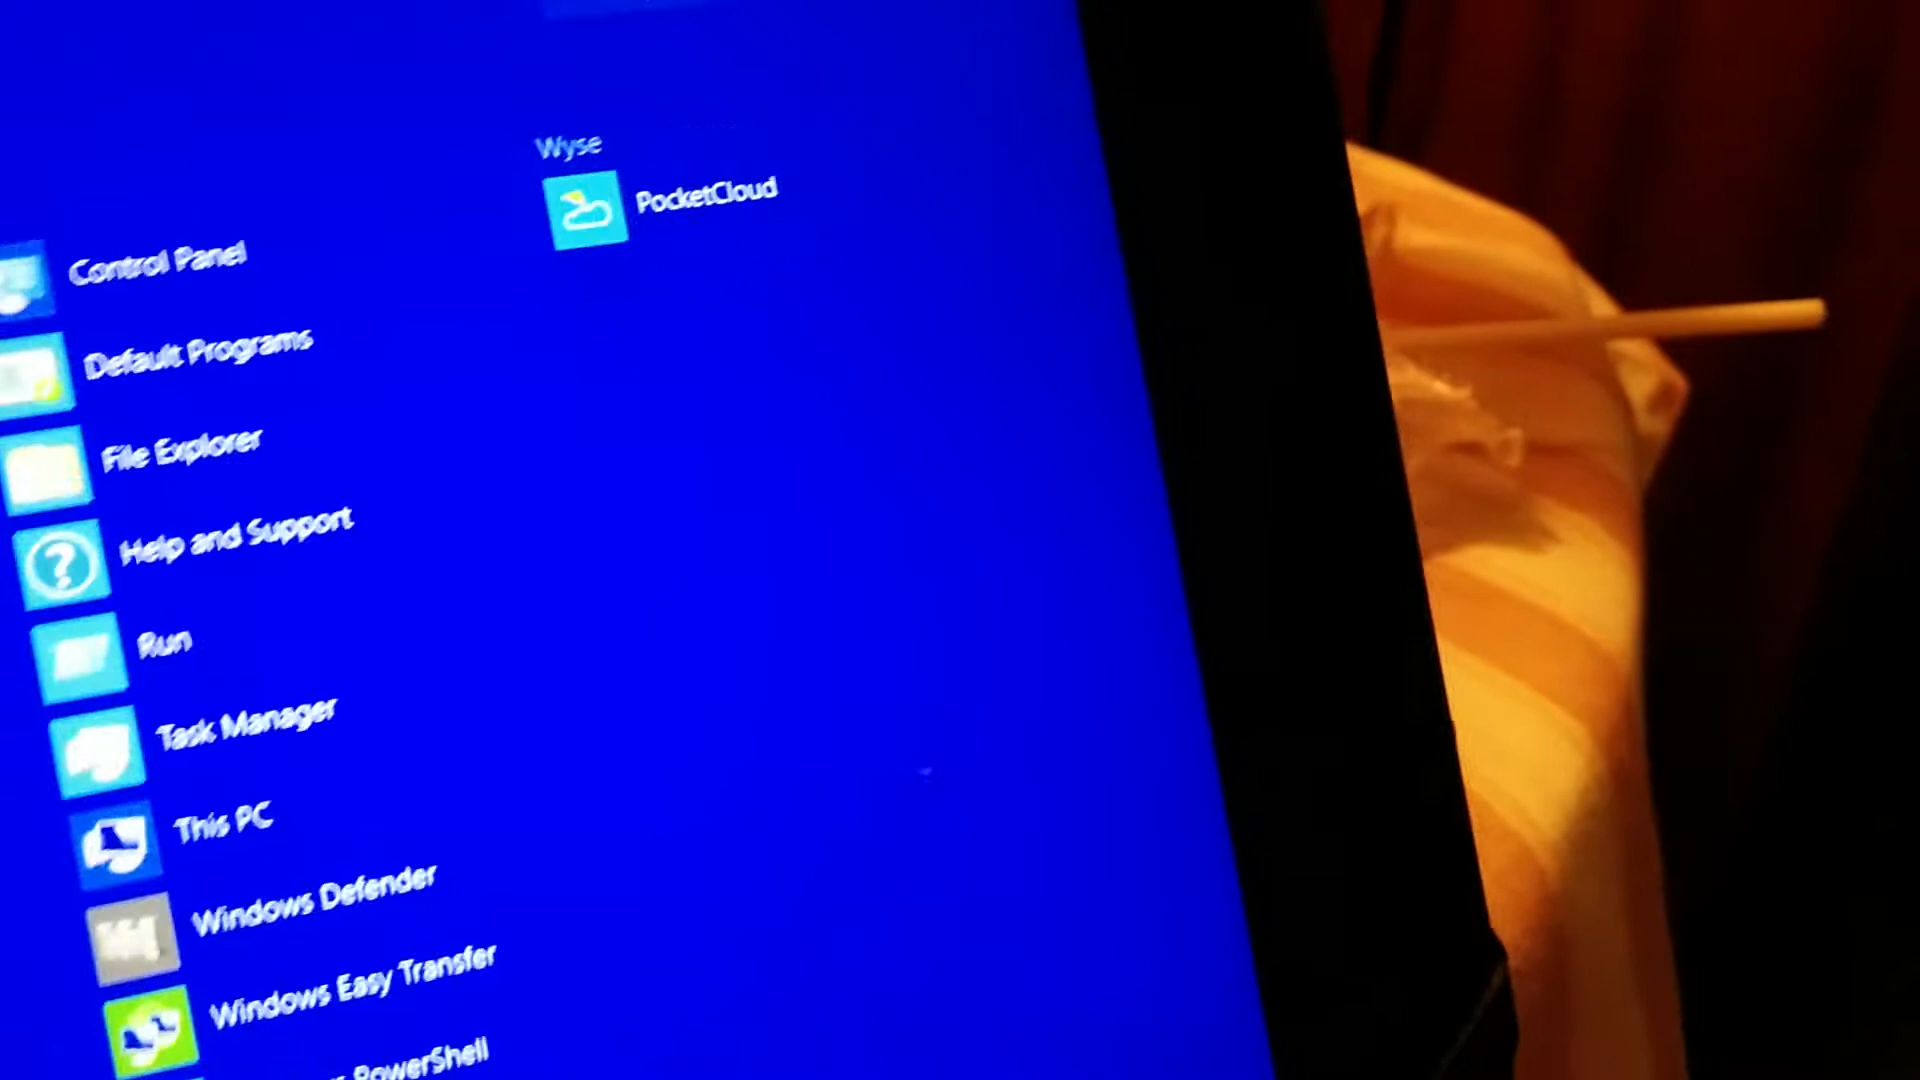 Control Panel
Default Programs
File Explorer
Help and Support
Run
Task Manager
This PC
Windows Defender
Windows Easy Transfer
PowerShell
Wyse
PocketCloud